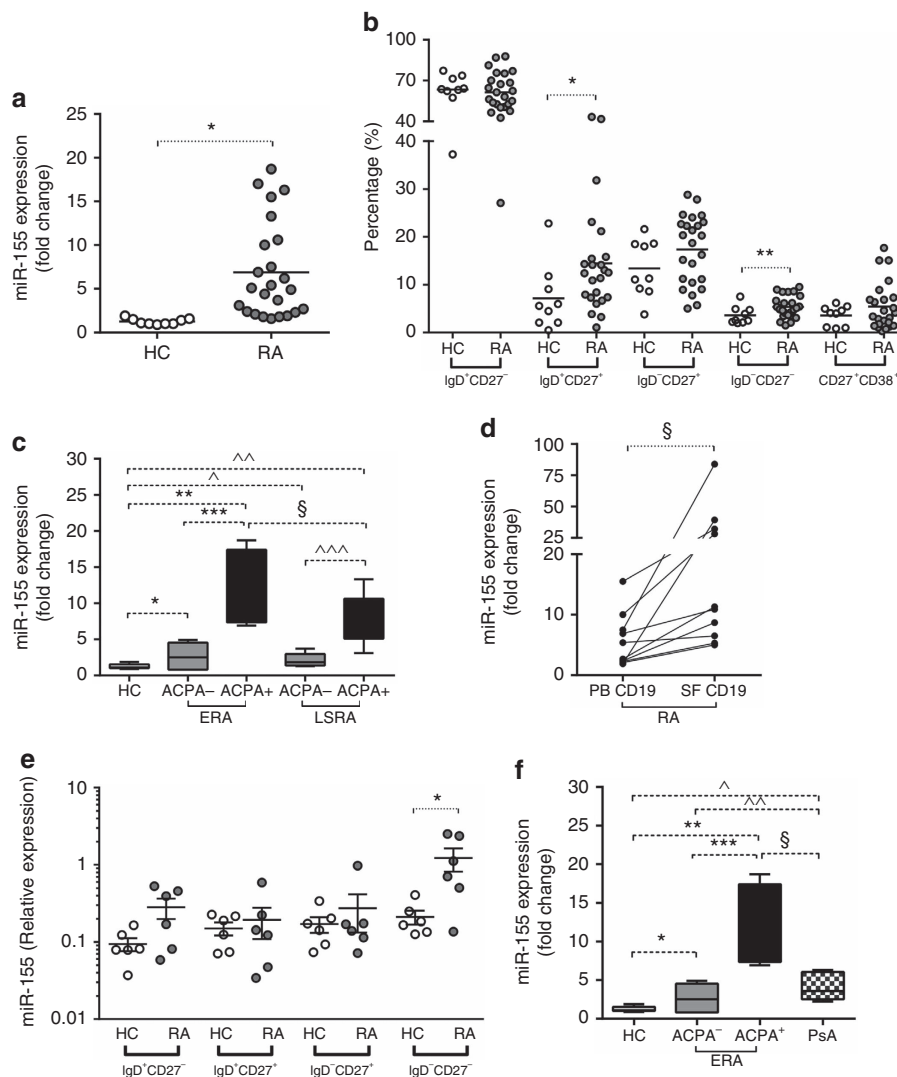 a
miR-155 expression
(fold change)
25
20
15
10
5
0
*
HC RA
b
Percentage (%)
100
70
40
40
30
20
10
0
*
**
HC RA HC RA HC RA HC RA HC RA
IgD⁺CD27⁻ IgD⁺CD27⁺ IgD⁻CD27⁺ IgD⁻CD27⁻ CD27⁺CD38⁺
c
miR-155 expression
(fold change)
30
25
20
15
10
5
0
^^
^
**
*** §
^^^
*
HC ACPA– ACPA+ ACPA– ACPA+
ERA LSRA
d
miR-155 expression
(fold change)
100
75
50
25
20
10
0
§
PB CD19 SF CD19
RA
e
miR-155 (Relative expression)
10
1
1
0.1
0.01
*
HC RA HC RA HC RA HC RA
IgD⁺CD27⁻ IgD⁺CD27⁺ IgD⁻CD27⁺ IgD⁻CD27⁻
f
miR-155 expression
(fold change)
30
25
20
15
10
5
0
^
^^
**
*** §
*
HC ACPA⁻ ACPA⁺ PsA
ERA